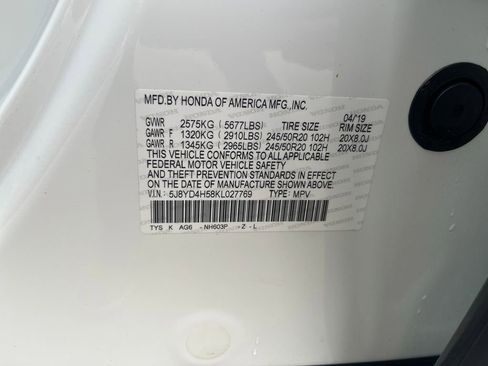 MFD.BY HONDA OF AMERICA MFG.,INC. 04/19
GVWR 2575KG ( 5677LBS) TIRE SIZE RIM SIZE
GAWR F 1320KG (2910LBS) 245/50R20 102H 20X8.0J
GAWR R 1345KG (2965LBS) 245/50R20 102H 20X8.0J
THIS VEHICLE CONFORMS TO ALL APPLICABLE
FEDERAL MOTOR VEHICLE SAFETY
AND THEFT PREVENTION STANDARDS IN EFFECT
ON THE DATE OF MANUFACTURE SHOWN ABOVE.
V.I.N.: 5J8YD4H58KL027769 TYPE: MPV
TYS K AG6 -NH603P -Z -L